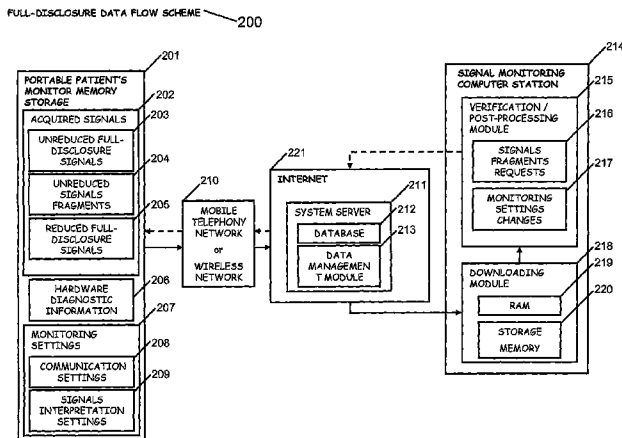 FULL-DISCLOSURE DATA FLOW SCHEME
200
201
PORTABLE PATIENT'S
MONITOR MEMORY
STORAGE
202
ACQUIRED SIGNALS
203
UNREDUCED FULL-
DISCLOSURE
SIGNALS
204
UNREDUCED
SIGNALS
FRAGMENTS
205
REDUCED FULL-
DISCLOSURE
SIGNALS
206
HARDWARE
DIAGNOSTIC
INFORMATION
207
MONITORING
SETTINGS
208
COMMUNICATION
SETTINGS
209
SIGNALS
INTERPRETATION
SETTINGS
210
MOBILE
TELEPHONY
NETWORK
or
WIRELESS
NETWORK
221
INTERNET
211
SYSTEM SERVER
212
DATABASE
213
DATA
MANAGEMEN
T MODULE
214
SIGNAL MONITORING
COMPUTER STATION
215
VERIFICATION /
POST-PROCESSING
MODULE
216
SIGNALS
FRAGMENTS
REQUESTS
217
MONITORING
SETTINGS
CHANGES
218
DOWNLOADING
MODULE
219
RAM
220
STORAGE
MEMORY